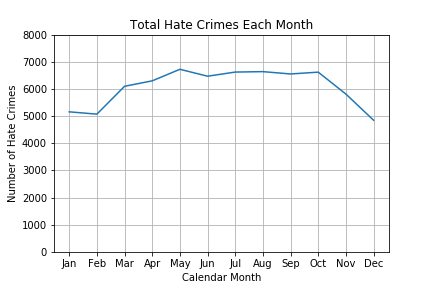 Total Hate Crimes Each Month
8000
7000
6000
5000
4000
3000
2000
1000
0
Number of Hate Crimes
Jan Feb Mar Apr May Jun Jul Aug Sep Oct Nov Dec
Calendar Month